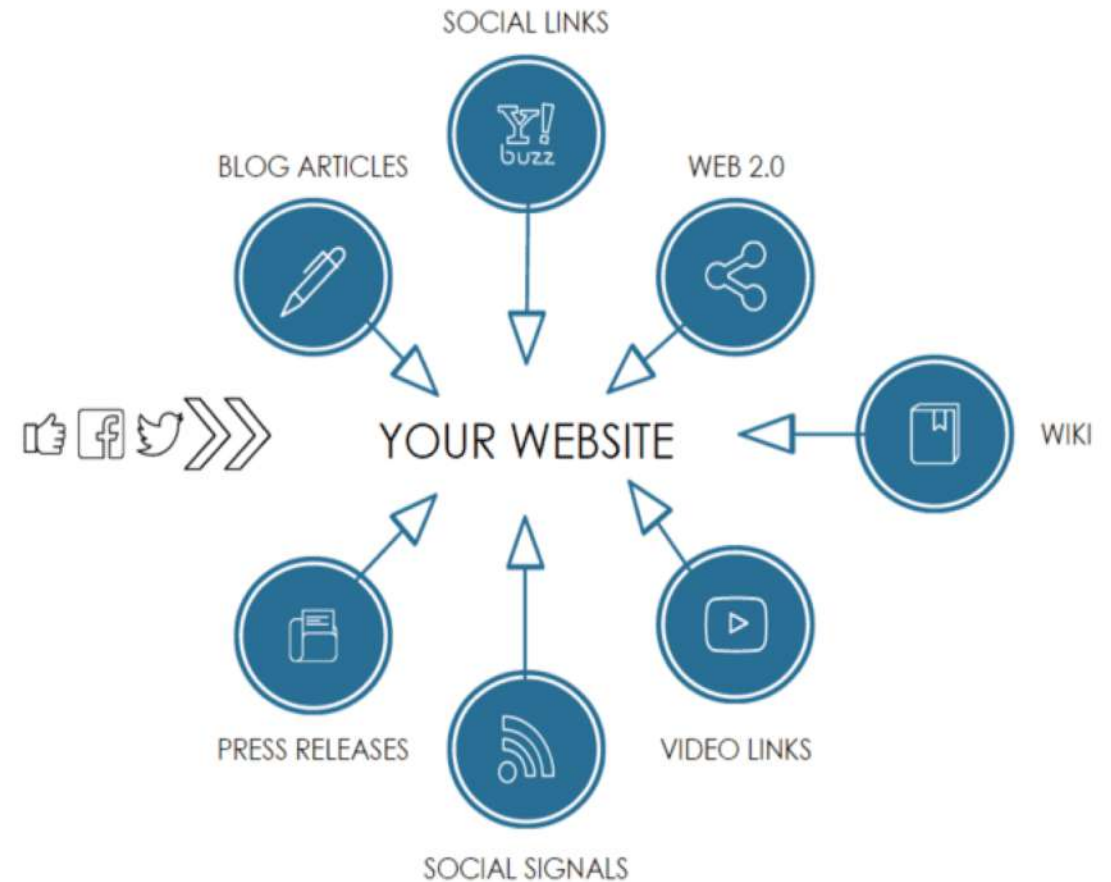 SOCIAL LINKS
Y!
buzz
BLOG ARTICLES
WEB 2.0
f
YOUR WEBSITE
WIKI
PRESS RELEASES
VIDEO LINKS
SOCIAL SIGNALS